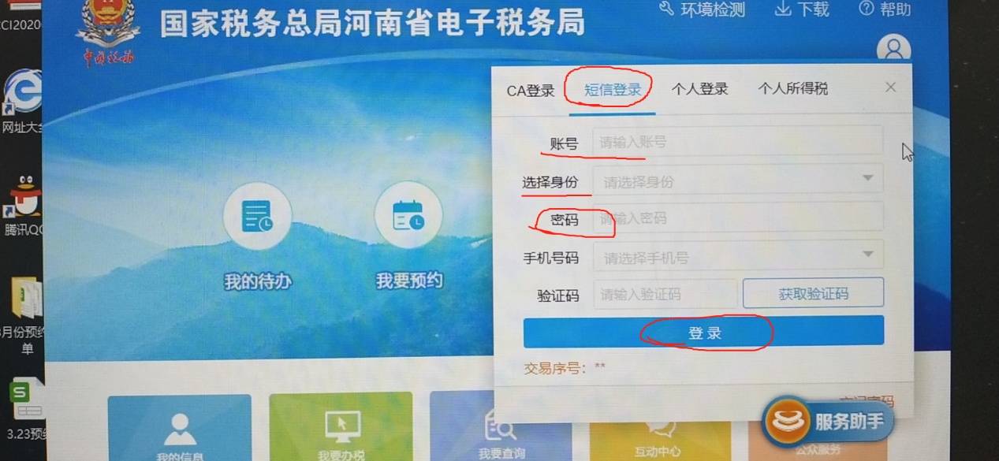 CCI2020
国家税务总局河南省电子税务局
环境检测
下载
帮助
中国税务
网址大全
腾讯QQ
单
3.23预
CA登录
短信登录
个人登录
个人所得税
账号
请输入账号
选择身份
请选择身份
密码
请输入密码
手机号码
请选择手机号
验证码
请输入验证码
获取验证码
登录
交易序号：**
忘记密码
服务助手
我的待办
我要预约
我的信息
我要办税
我要查询
互动中心
公众服务